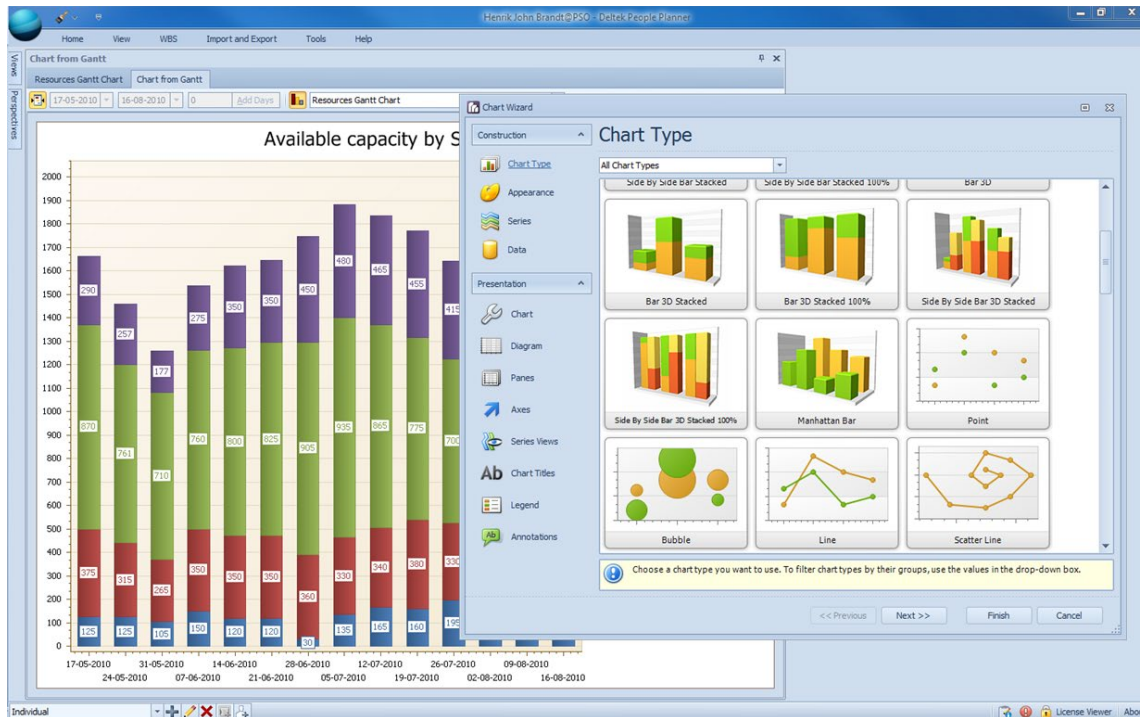 Henrik John Brandt@PSO - Deltek People Planner
Home View WBS Import and Export Tools Help
Views
Perspectives
Chart from Gantt
Resources Gantt Chart Chart from Gantt
17-05-2010 16-08-2010 0 Add Days Resources Gantt Chart
Available capacity by S
2000
1900
1800
1700
1600
1500
1400
1300
1200
1100
1000
900
800
700
600
500
400
300
200
100
0
290 257 177 275 350 350 450 480 465 455 415
870 761 710 760 800 825 905 935 865 775 700
375 315 265 350 350 350 360 330 340 380 330
125 125 105 150 120 120 30 135 165 160 195
17-05-2010 31-05-2010 14-06-2010 28-06-2010 12-07-2010 26-07-2010 09-08-2010
24-05-2010 07-06-2010 21-06-2010 05-07-2010 19-07-2010 02-08-2010 16-08-2010
Chart Wizard
Construction
Chart Type
Appearance
Series
Data
Presentation
Chart
Diagram
Panes
Axes
Series Views
Ab Chart Titles
Legend
Ab Annotations
Chart Type
All Chart Types
Side By Side Bar Stacked Side By Side Bar Stacked 100% Bar 3D
Bar 3D Stacked Bar 3D Stacked 100% Side By Side Bar 3D Stacked
Side By Side Bar 3D Stacked 100% Manhattan Bar Point
Bubble Line Scatter Line
Choose a chart type you want to use. To filter chart types by their groups, use the values in the drop-down box.
<< Previous Next >> Finish Cancel
Individual License Viewer Abo